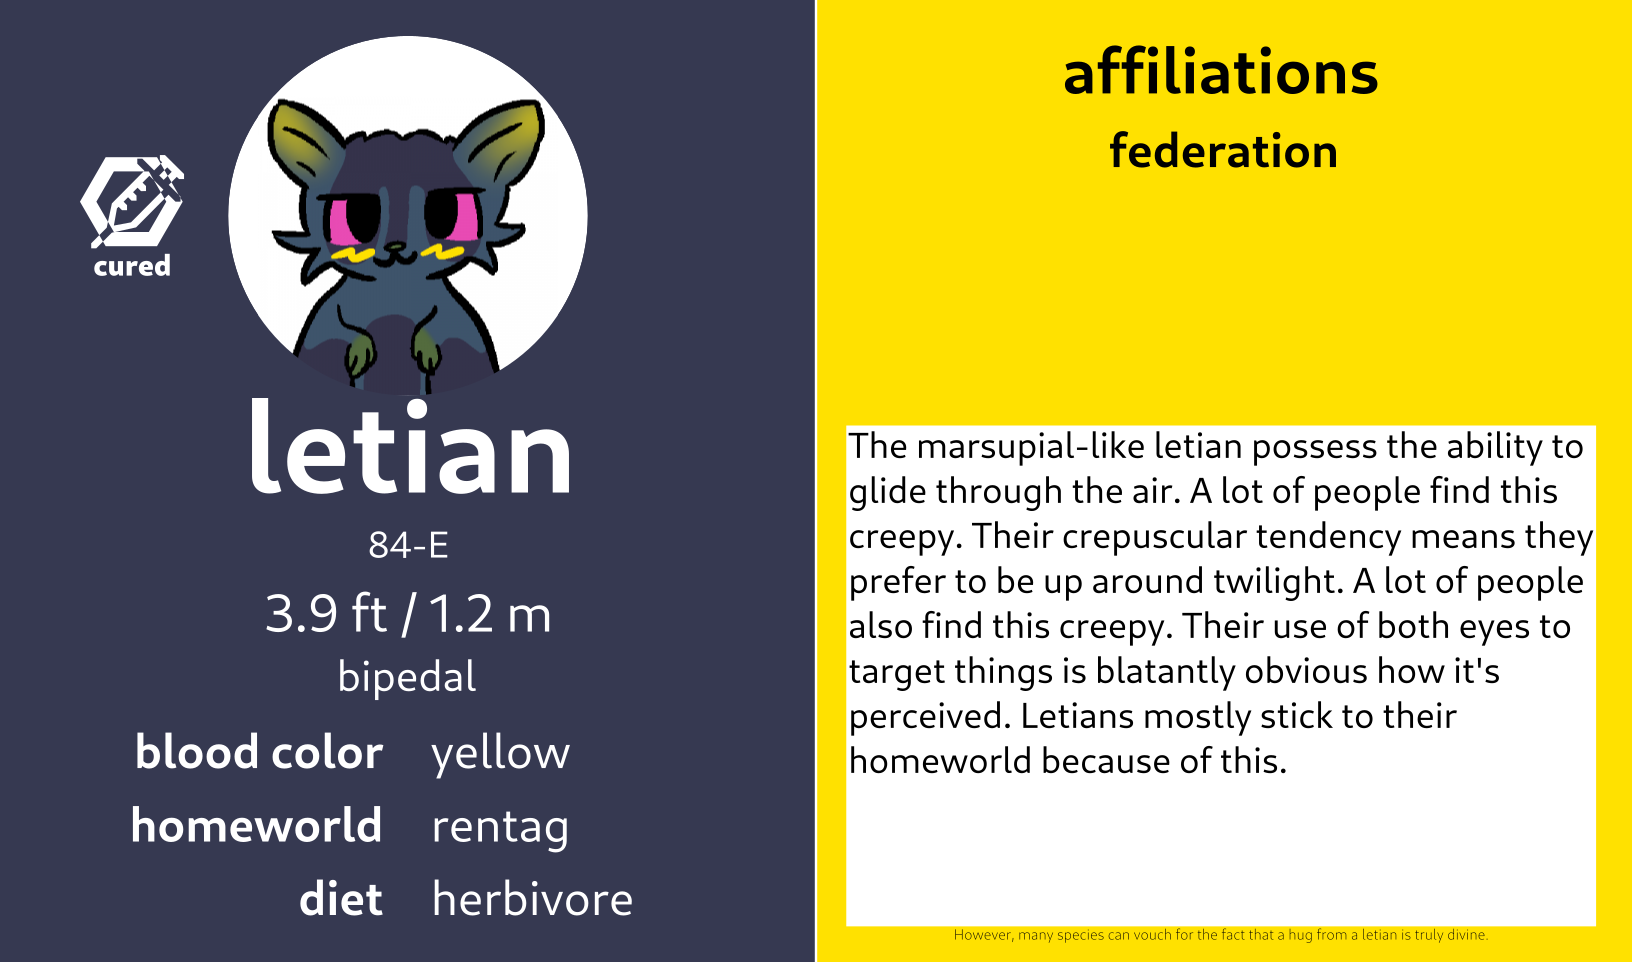 cured
letian
84-E
3.9 ft / 1.2 m
bipedal
blood color yellow
homeworld rentag
diet herbivore
affiliations
federation
The marsupial-like letian possess the ability to
glide through the air. A lot of people find this
creepy. Their crepuscular tendency means they
prefer to be up around twilight. A lot of people
also find this creepy. Their use of both eyes to
target things is blatantly obvious how it's
perceived. Letians mostly stick to their
homeworld because of this.
However, many species can vouch for the fact that a hug from a letian is truly divine.